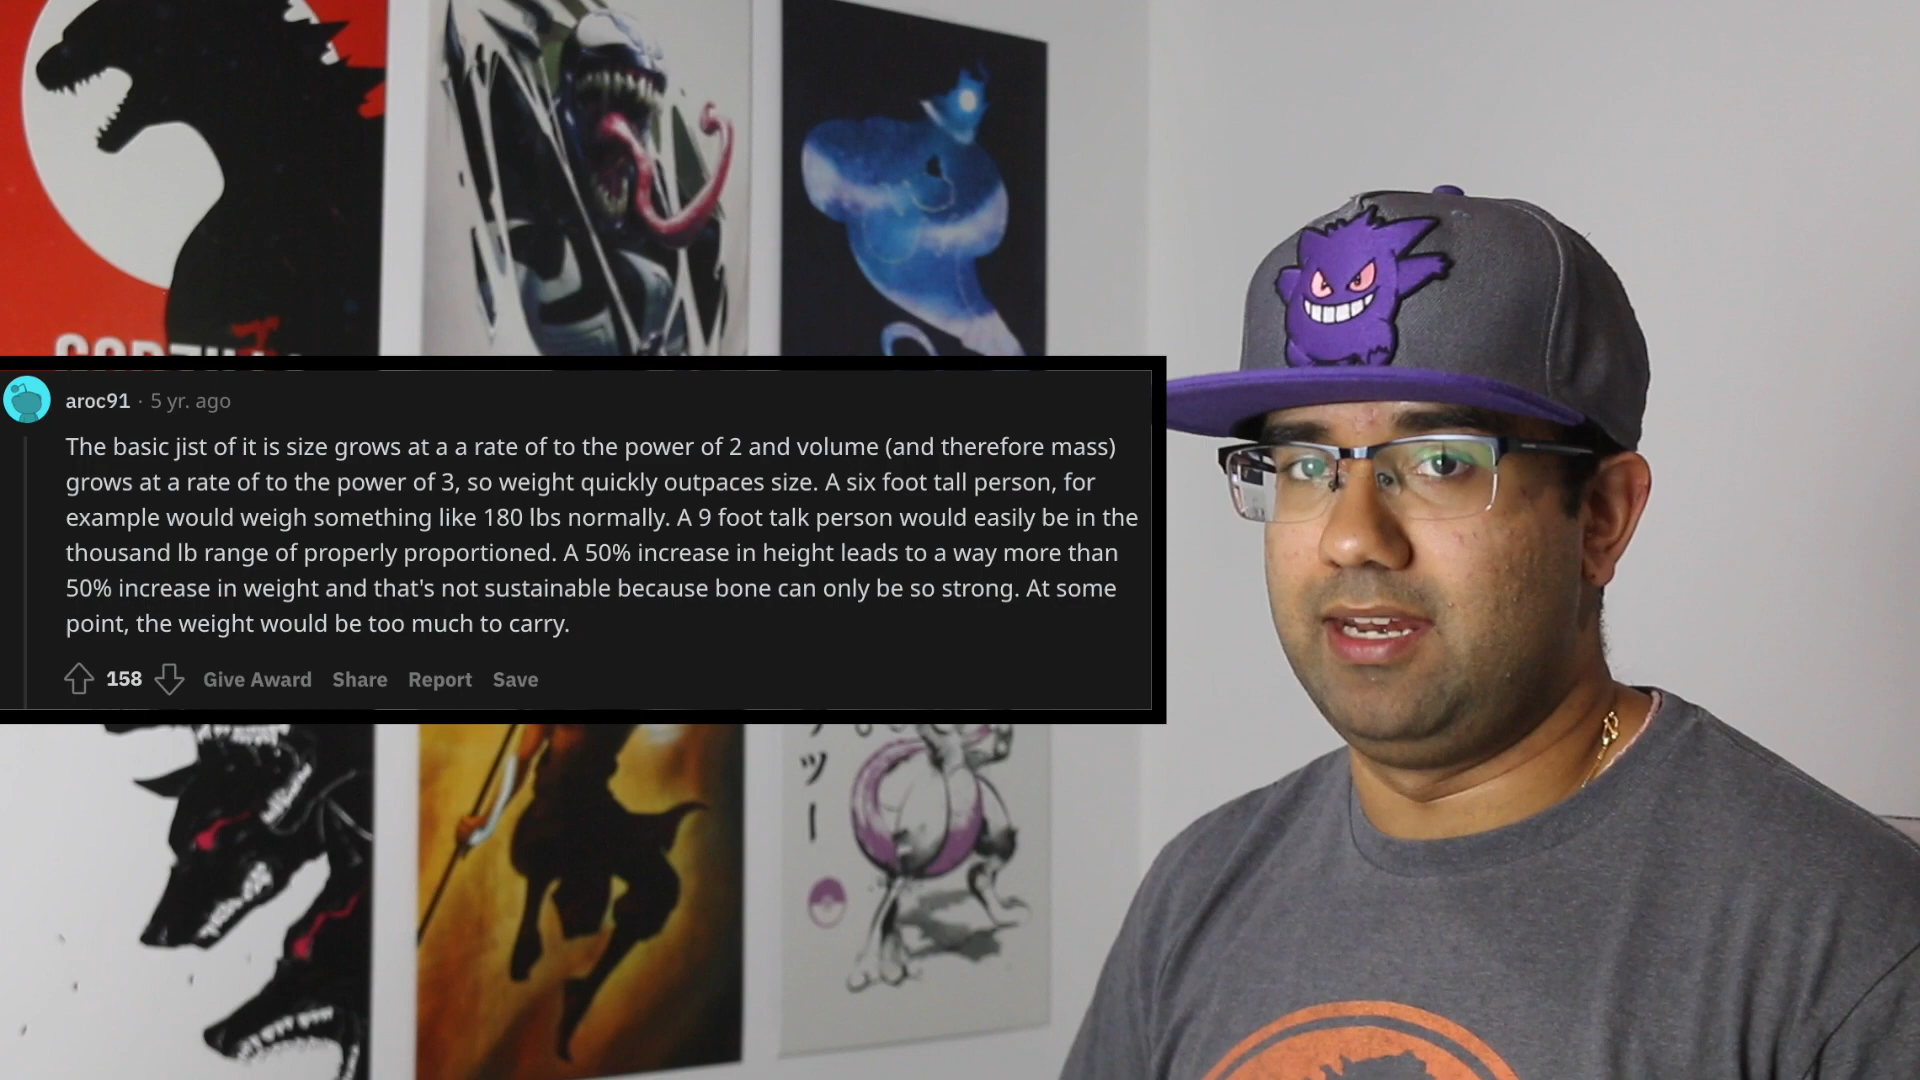 GODZILLA
aroc91 · 5 yr. ago
The basic jist of it is size grows at a a rate of to the power of 2 and volume (and therefore mass)
grows at a rate of to the power of 3, so weight quickly outpaces size. A six foot tall person, for
example would weigh something like 180 lbs normally. A 9 foot talk person would easily be in the
thousand lb range of properly proportioned. A 50% increase in height leads to a way more than
50% increase in weight and that's not sustainable because bone can only be so strong. At some
point, the weight would be too much to carry.
158 Give Award Share Report Save
ツ
ー